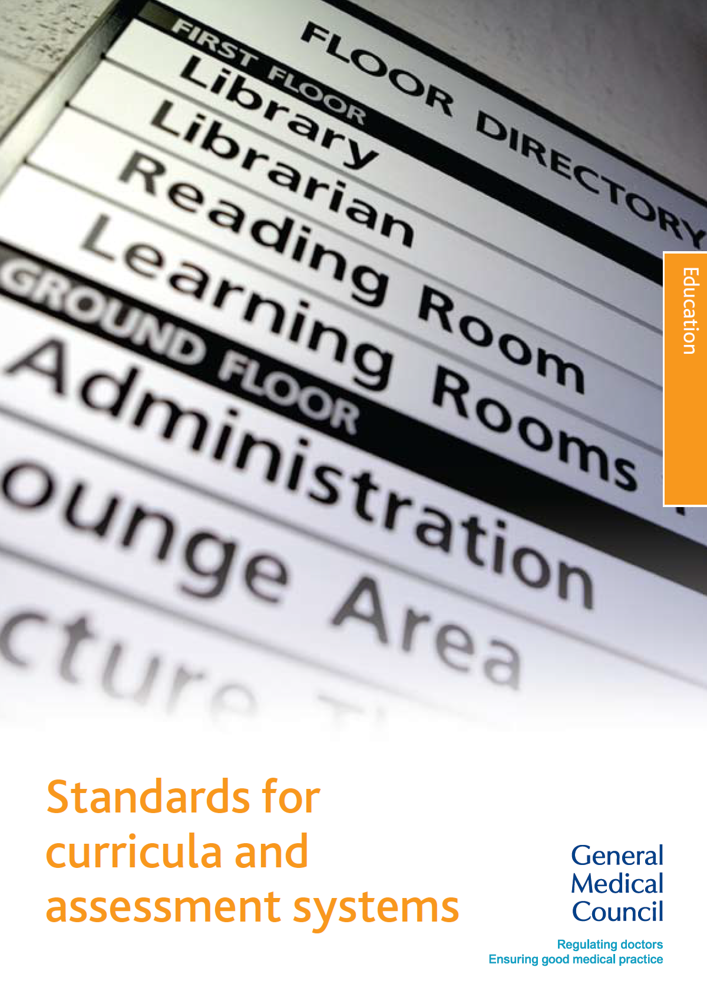 FLOOR DIRECTORY
FIRST FLOOR
Library
Librarian
Reading Room
Learning Rooms
GROUND FLOOR
Administration
ounge Area
cture
Education
Standards for
curricula and
assessment systems
General
Medical
Council
Regulating doctors
Ensuring good medical practice